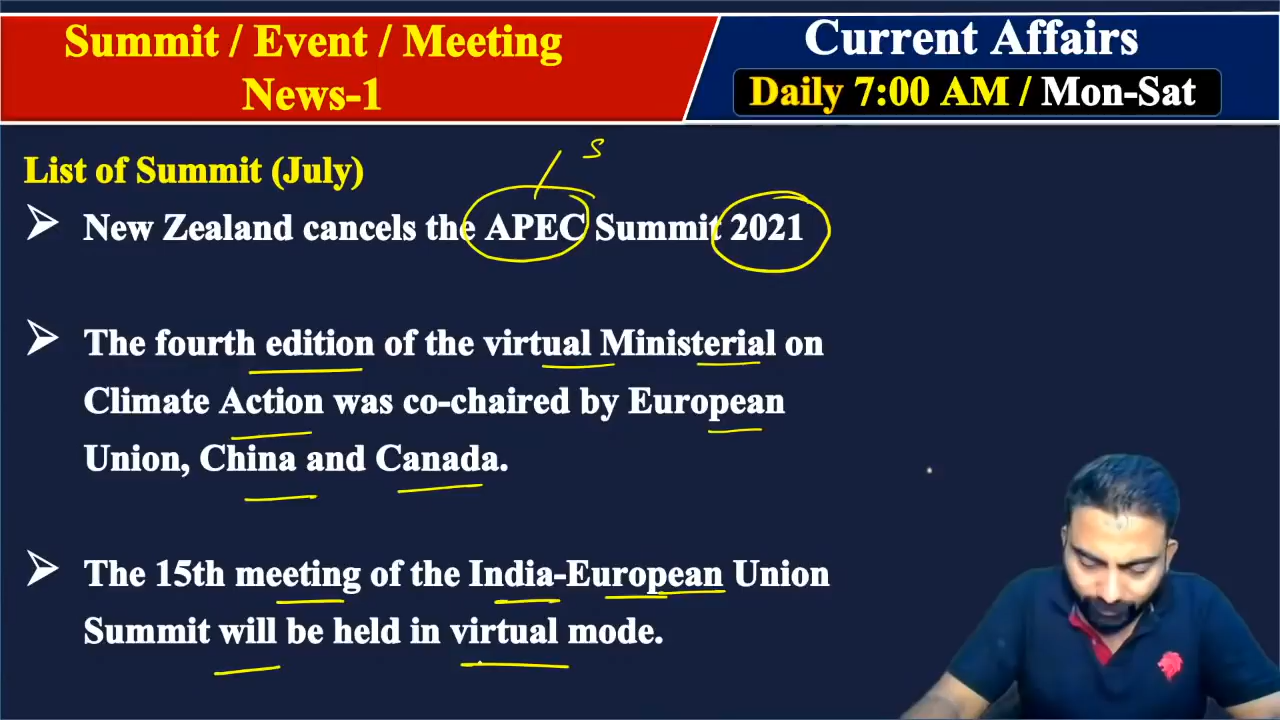 Summit / Event / Meeting
News-1
Current Affairs
Daily 7:00 AM / Mon-Sat
List of Summit (July)
S
➢ New Zealand cancels the APEC Summit 2021
➢ The fourth edition of the virtual Ministerial on
Climate Action was co-chaired by European
Union, China and Canada.
➢ The 15th meeting of the India-European Union
Summit will be held in virtual mode.